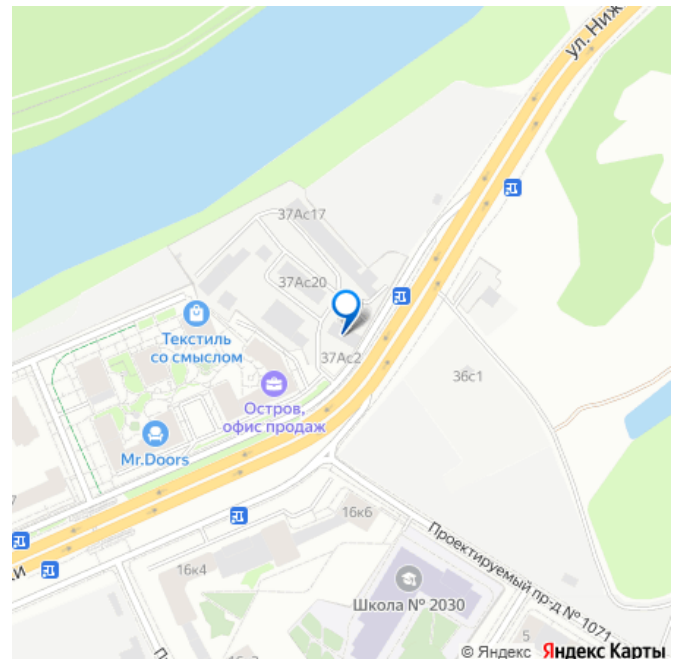 ул. Ниж
37Ас17
37Ас20
Текстиль
со смыслом
37Ас2
36с1
Остров,
офис продаж
Mr.Doors
7
16к6
Проектируемый пр-д № 1071
16к4
Школа № 2030
5
© Яндекс Яндекс Карты